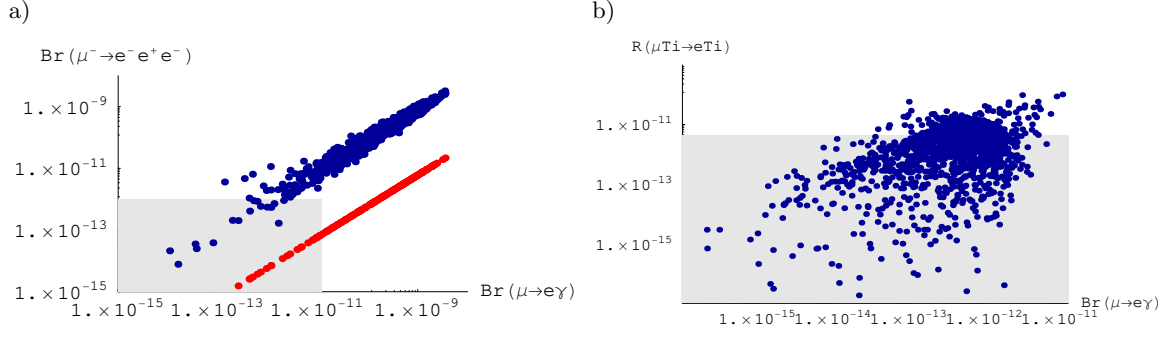 a)
Br(μ⁻→e⁻e⁺e⁻)
1.×10⁻⁹
1.×10⁻¹¹
1.×10⁻¹³
1.×10⁻¹⁵
1.×10⁻¹⁵ 1.×10⁻¹³ 1.×10⁻¹¹ 1.×10⁻⁹
Br(μ→eγ)
b)
R(μTi→eTi)
1.×10⁻¹¹
1.×10⁻¹³
1.×10⁻¹⁵
1.×10⁻¹⁵ 1.×10⁻¹⁴ 1.×10⁻¹³ 1.×10⁻¹² 1.×10⁻¹¹
Br(μ→eγ)